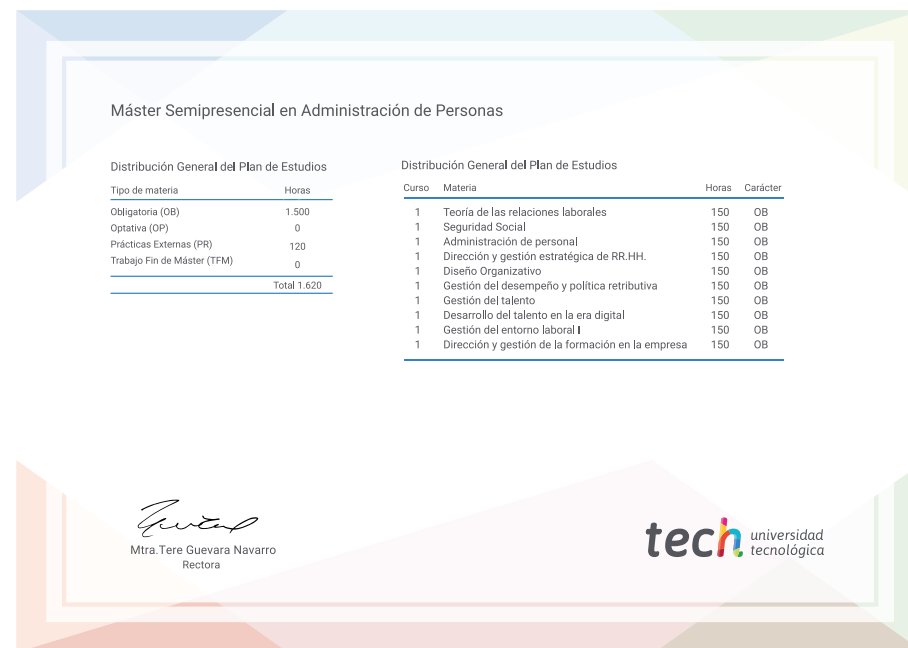 Máster Semipresencial en Administración de Personas
Distribución General del Plan de Estudios
Tipo de materia Horas
Obligatoria (OB) 1.500
Optativa (OP) 0
Prácticas Externas (PR) 120
Trabajo Fin de Máster (TFM) 0
Total 1.620
Distribución General del Plan de Estudios
Curso Materia Horas Carácter
1 Teoría de las relaciones laborales 150 OB
1 Seguridad Social 150 OB
1 Administración de personal 150 OB
1 Dirección y gestión estratégica de RR.HH. 150 OB
1 Diseño Organizativo 150 OB
1 Gestión del desempeño y política retributiva 150 OB
1 Gestión del talento 150 OB
1 Desarrollo del talento en la era digital 150 OB
1 Gestión del entorno laboral I 150 OB
1 Dirección y gestión de la formación en la empresa 150 OB
Mtra.Tere Guevara Navarro
Rectora
tech universidad
tecnológica